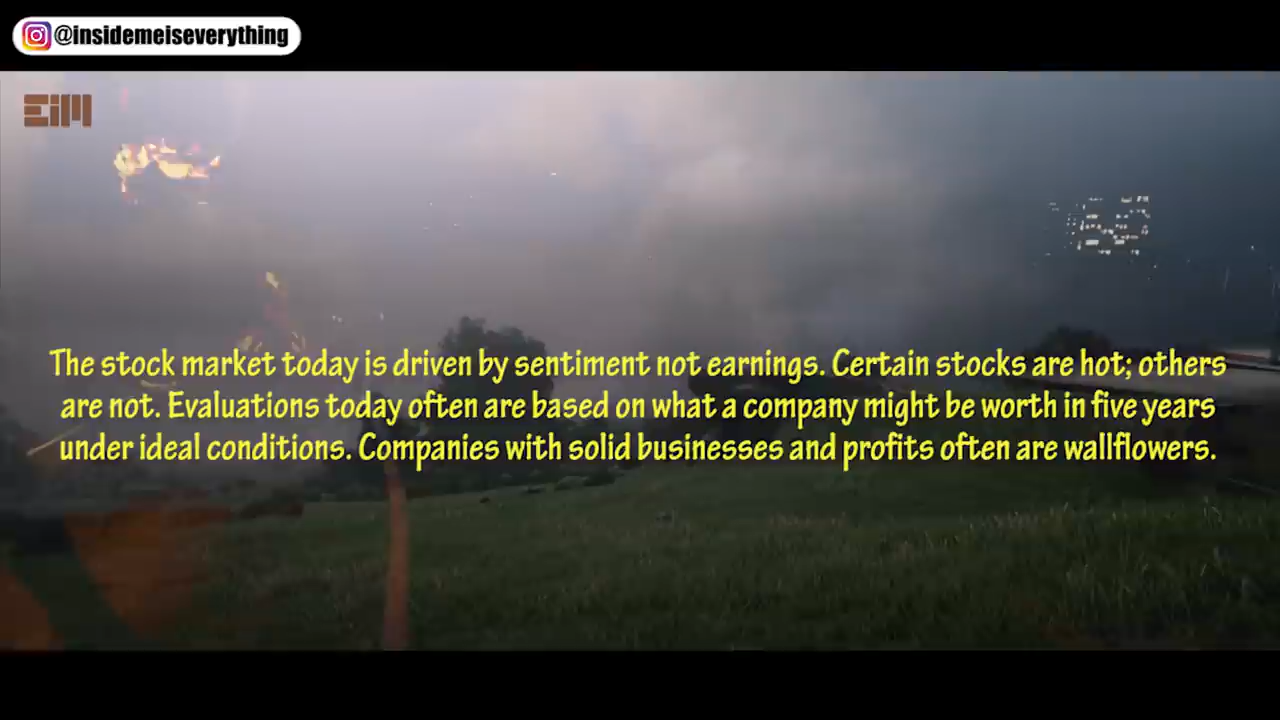 @insidemeiseverything
EiM
The stock market today is driven by sentiment not earnings. Certain stocks are hot; others
are not. Evaluations today often are based on what a company might be worth in five years
under ideal conditions. Companies with solid businesses and profits often are wallflowers.